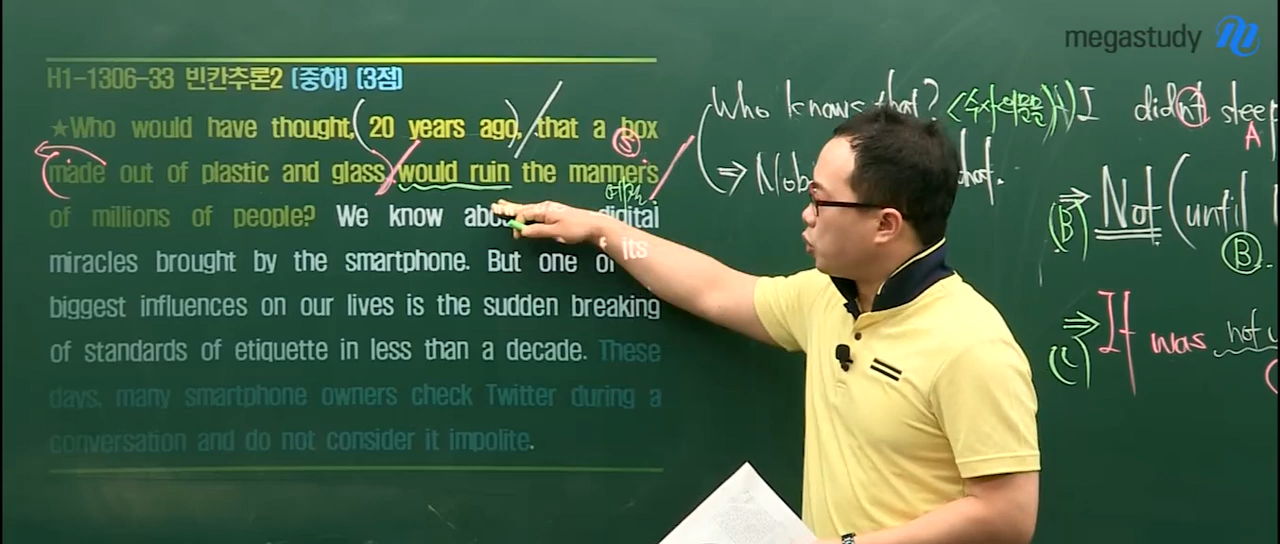 megastudy
H1-1306-33 빈칸추론2 (중하) (3점)
★Who would have thought, (20 years ago), that a box
made out of plastic and glass, would ruin the manners
of millions of people? We know digital
miracles brought by the smartphone. But one of its
biggest influences on our lives is the sudden breaking
of standards of etiquette in less than a decade. These
days, many smartphone owners check Twitter during a
conversation and do not consider it impolite.
S
Who knows that? <수사의문문>
⇒
A) I didn't sleep
A
(B) ⇒ Not (until
B
(C) ⇒ It was not